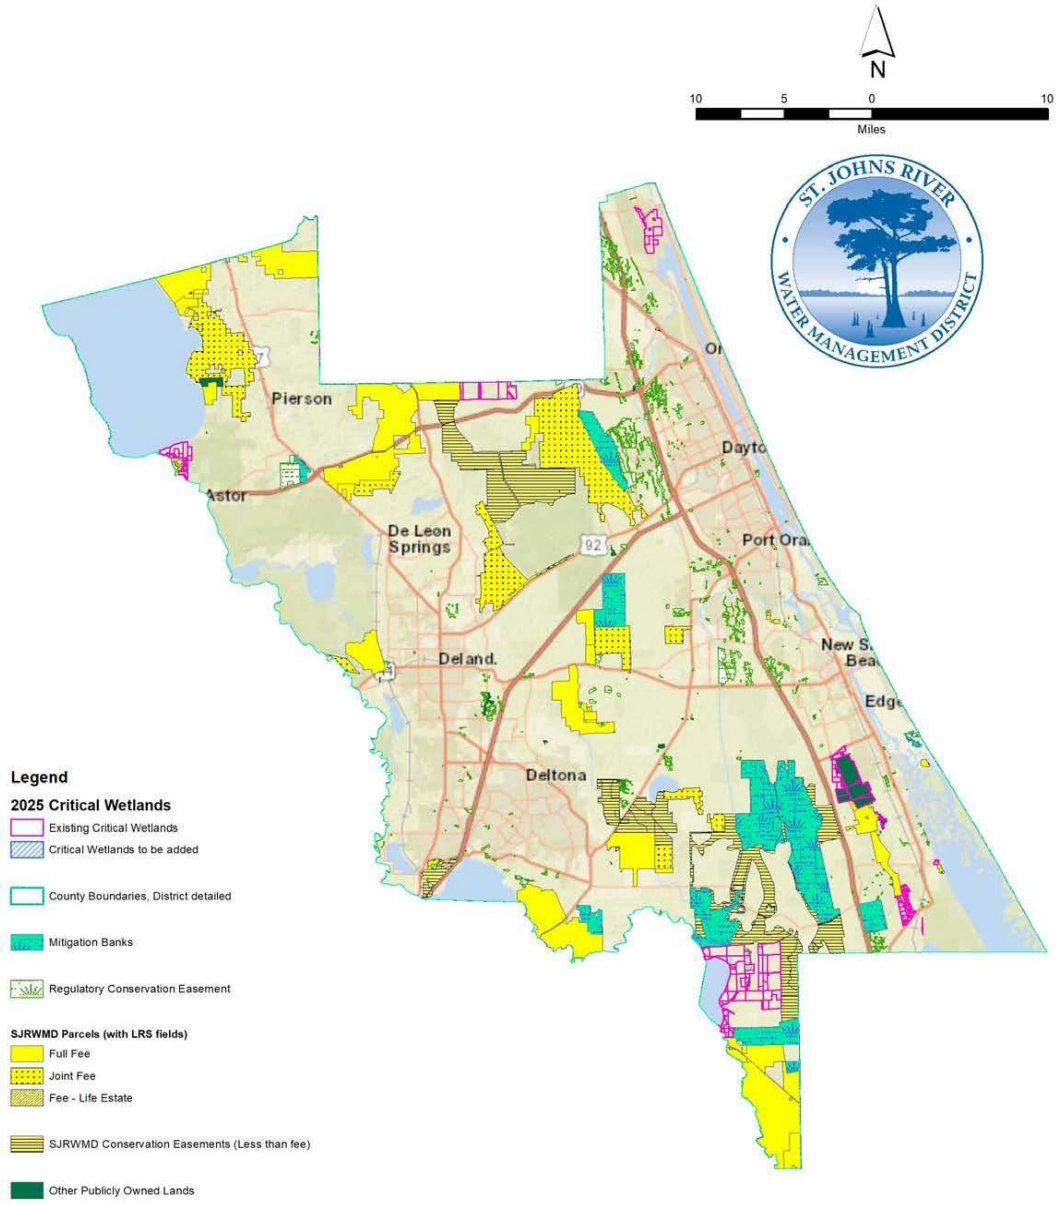 N
10 5 0 10
Miles
ST. JOHNS RIVER
WATER MANAGEMENT DISTRICT
Or
Pierson
Dayto
Astor
De Leon
Springs
92
Port Ora
New S
Bea
Deland.
Edge
Deltona
Legend
2025 Critical Wetlands
Existing Critical Wetlands
Critical Wetlands to be added
County Boundaries, District detailed
Mitigation Banks
Regulatory Conservation Easement
SJRWMD Parcels (with LRS fields)
Full Fee
Joint Fee
Fee - Life Estate
SJRWMD Conservation Easements (Less than fee)
Other Publicly Owned Lands